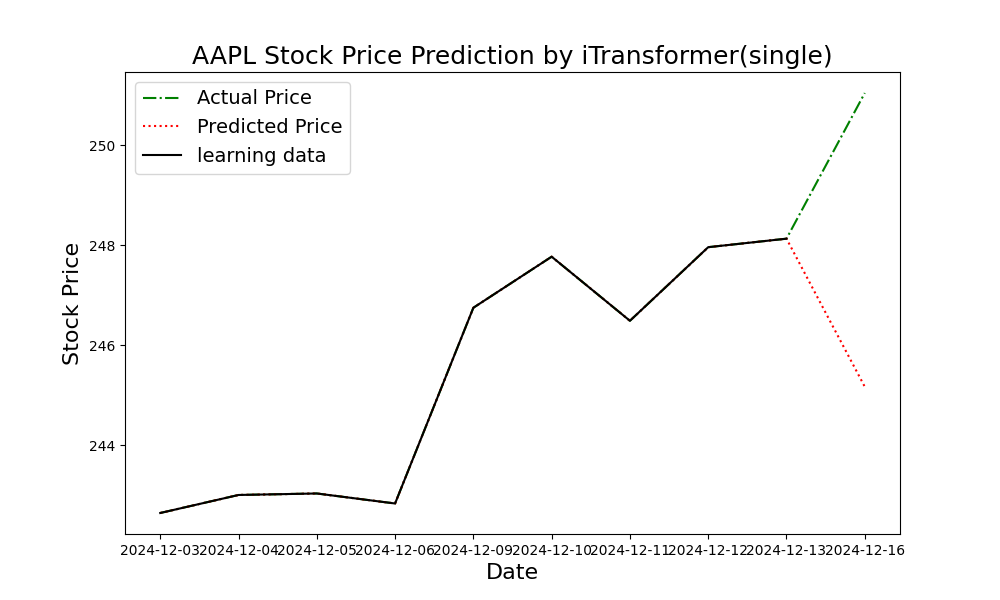 AAPL Stock Price Prediction by iTransformer(single)
Actual Price
Predicted Price
learning data
250
248
246
244
Stock Price
2024-12-03 2024-12-04 2024-12-05 2024-12-06 2024-12-09 2024-12-10 2024-12-11 2024-12-12 2024-12-13 2024-12-16
Date